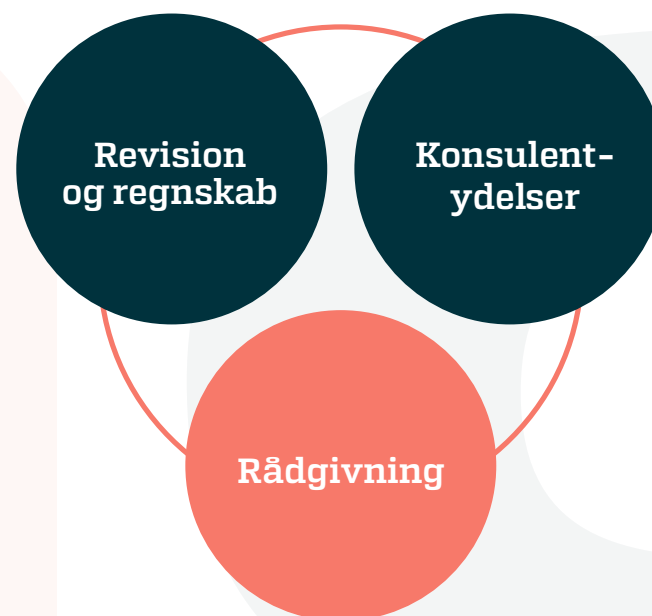 Revision
og regnskab
Konsulent-
ydelser
Rådgivning